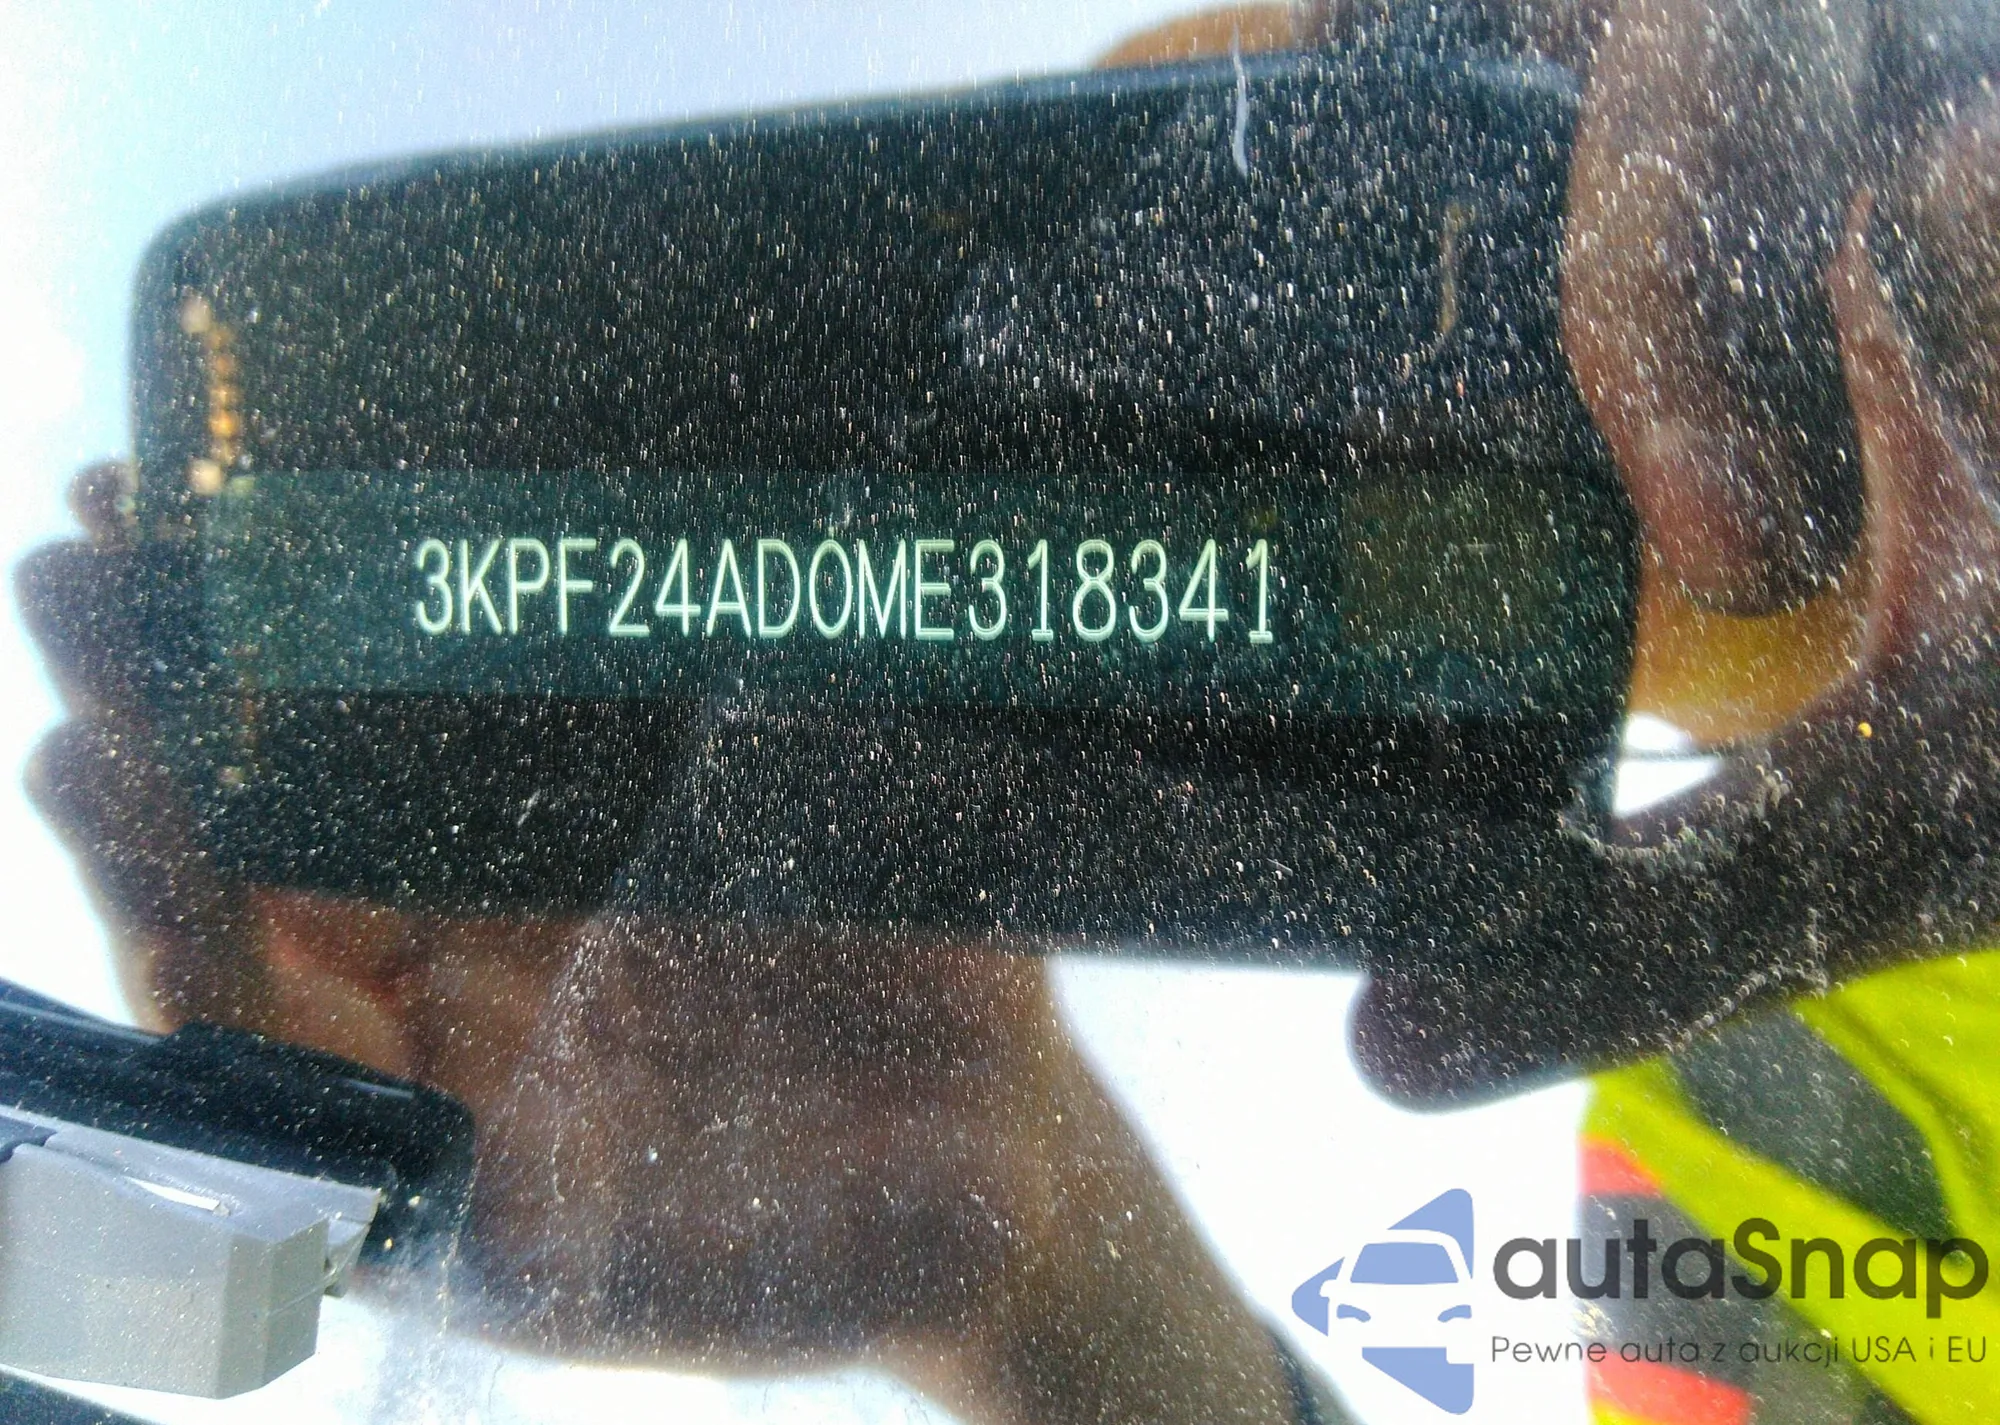 3KPF24AD0ME318341
autaSnap
Pewne auta z aukcji USA i EU